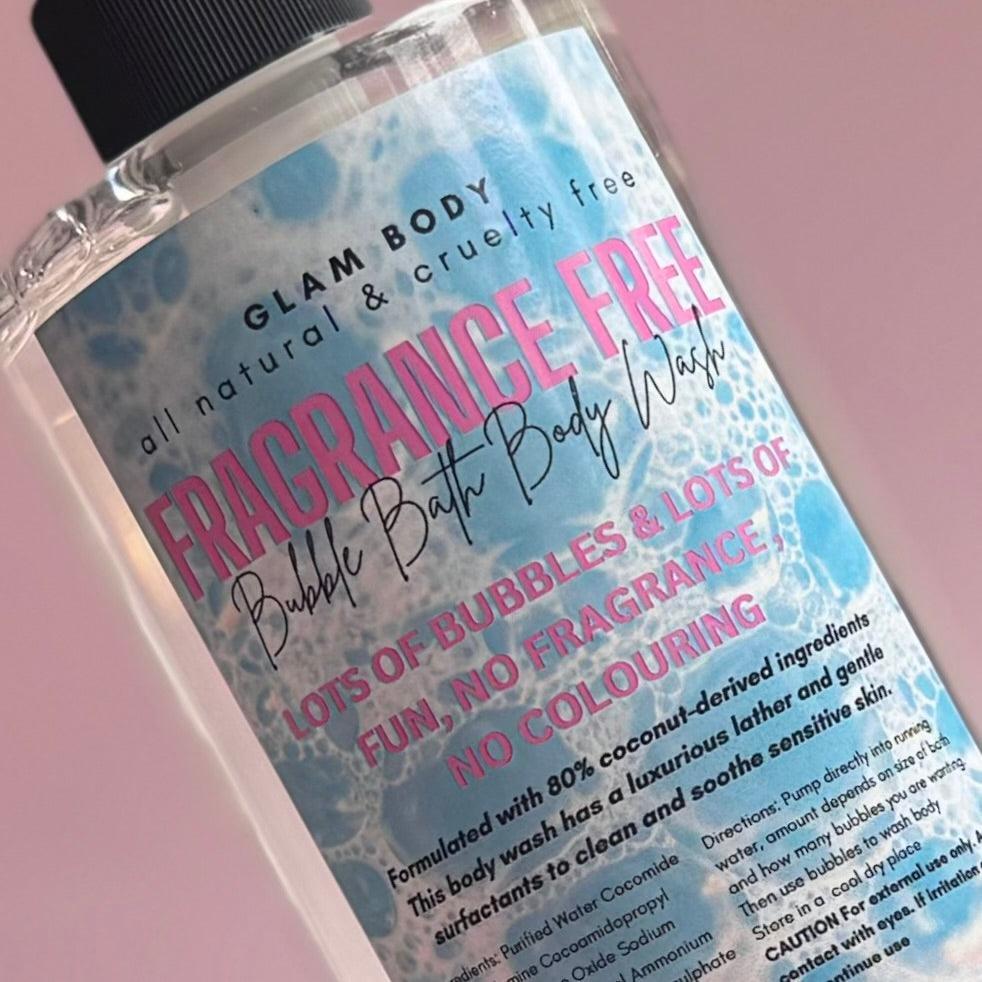 GLAM BODY
all natural & cruelty free
FRAGRANCE FREE
Bubble Bath Body Wash
LOTS OF BUBBLES & LOTS OF
FUN, NO FRAGRANCE ,
NO COLOURING
Formulated with 80% coconut-derived ingredients
This body wash has a luxurious lather and gentle
surfactants to clean and soothe sensitive skin.
Purified Water Cocomide
Cocoamidopropyl
Oxide Sodium
Ammonium
Directions: Pump directly into running
water, amount depends on size of bath
and how many bubbles you are wanting.
Then use bubbles to wash body
Store in a cool dry place
CAUTION For external use only.
contact with eyes. If irritation
use